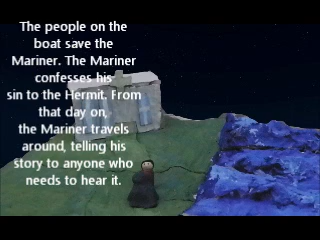 The people on the
boat save the
Mariner. The Mariner
confesses his
sin to the Hermit. From
that day on,
the Mariner travels
around, telling his
story to anyone who
needs to hear it.